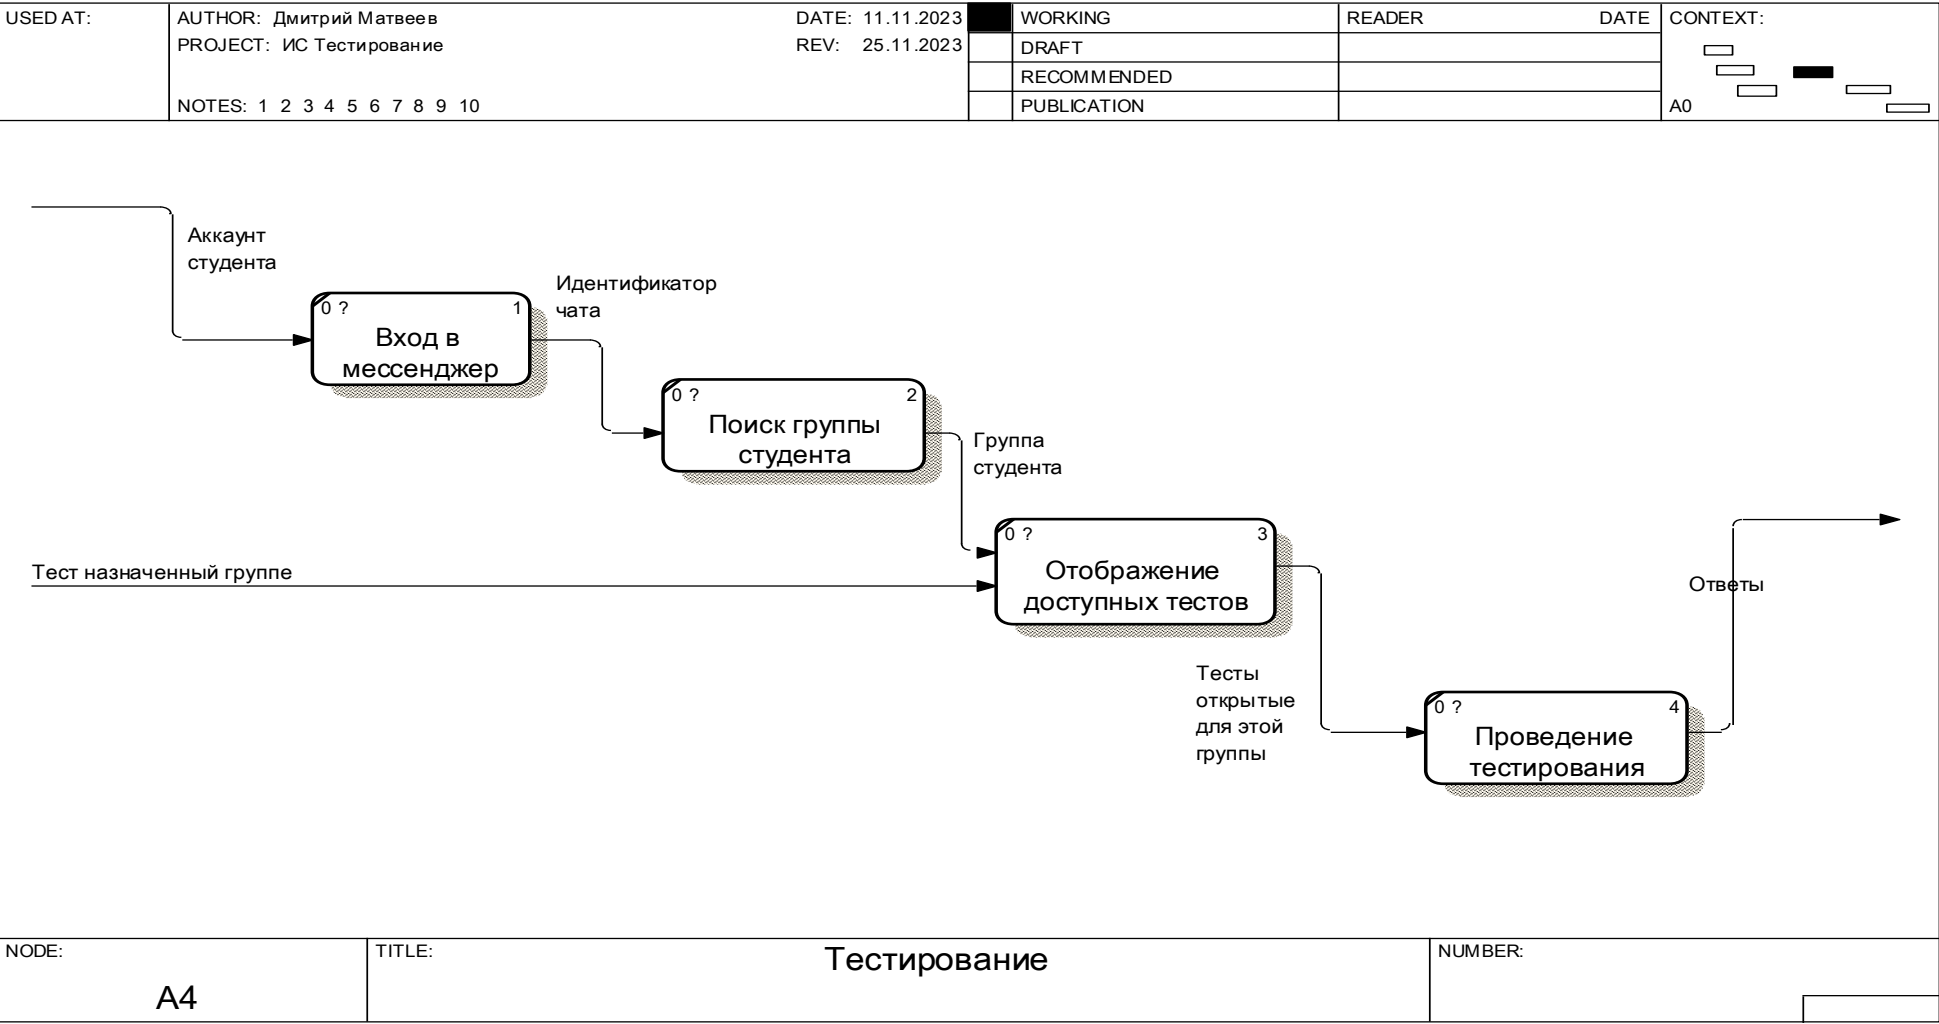 USED AT:
AUTHOR: Дмитрий Матвеев
DATE: 11.11.2023
PROJECT: ИС Тестирование
REV: 25.11.2023
NOTES: 1 2 3 4 5 6 7 8 9 10
WORKING
DRAFT
RECOMMENDED
PUBLICATION
READER
DATE
CONTEXT:
A0
Аккаунт
студента
0 ?
1
Вход в
мессенджер
Идентификатор
чата
0 ?
2
Поиск группы
студента
Группа
студента
Тест назначенный группе
0 ?
3
Отображение
доступных тестов
Ответы
Тесты
открытые
для этой
группы
0 ?
4
Проведение
тестирования
NODE:
A4
TITLE:
Тестирование
NUMBER: